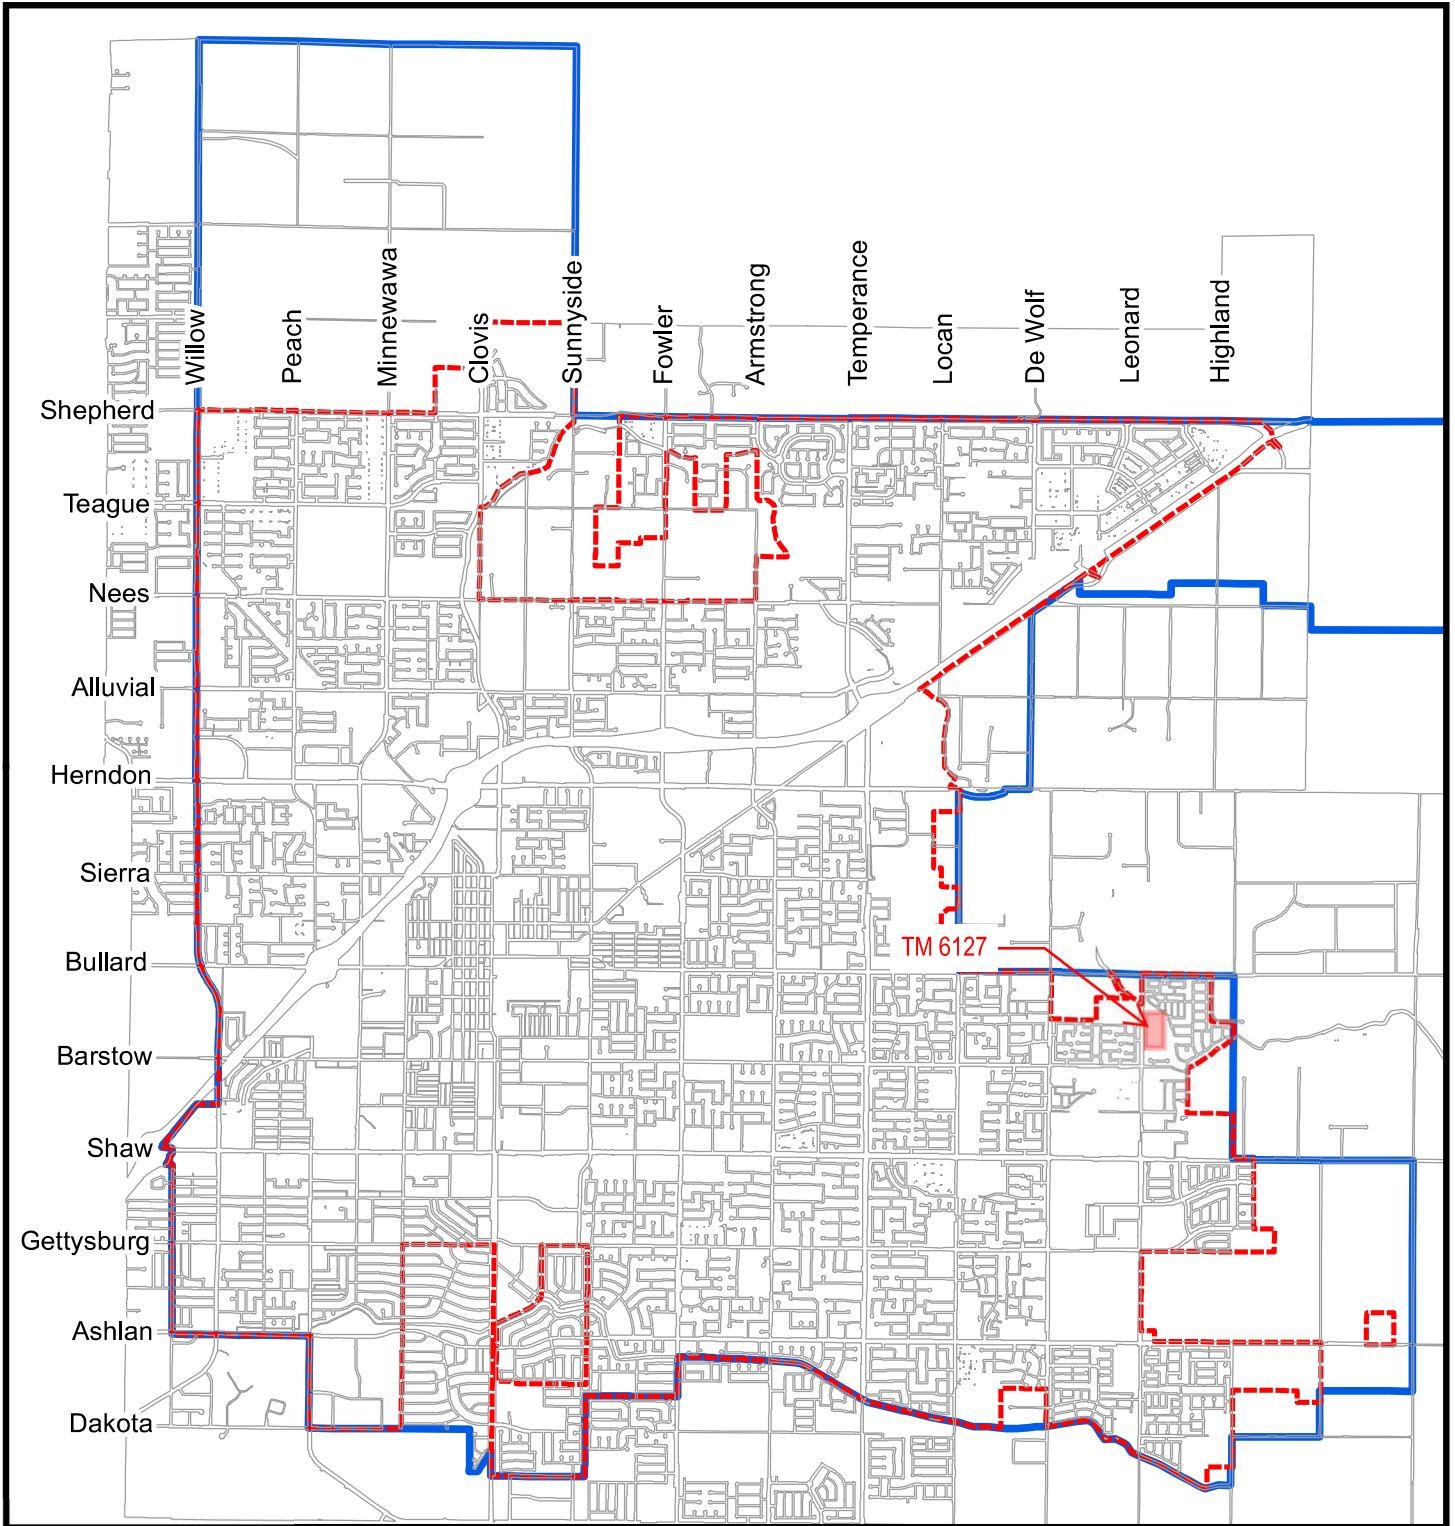 Willow
Peach
Minnewawa
Clovis
Sunnyside
Fowler
Armstrong
Temperance
Locan
De Wolf
Leonard
Highland
Shepherd
Teague
Nees
Alluvial
Herndon
Sierra
Bullard
TM 6127
Barstow
Shaw
Gettysburg
Ashlan
Dakota